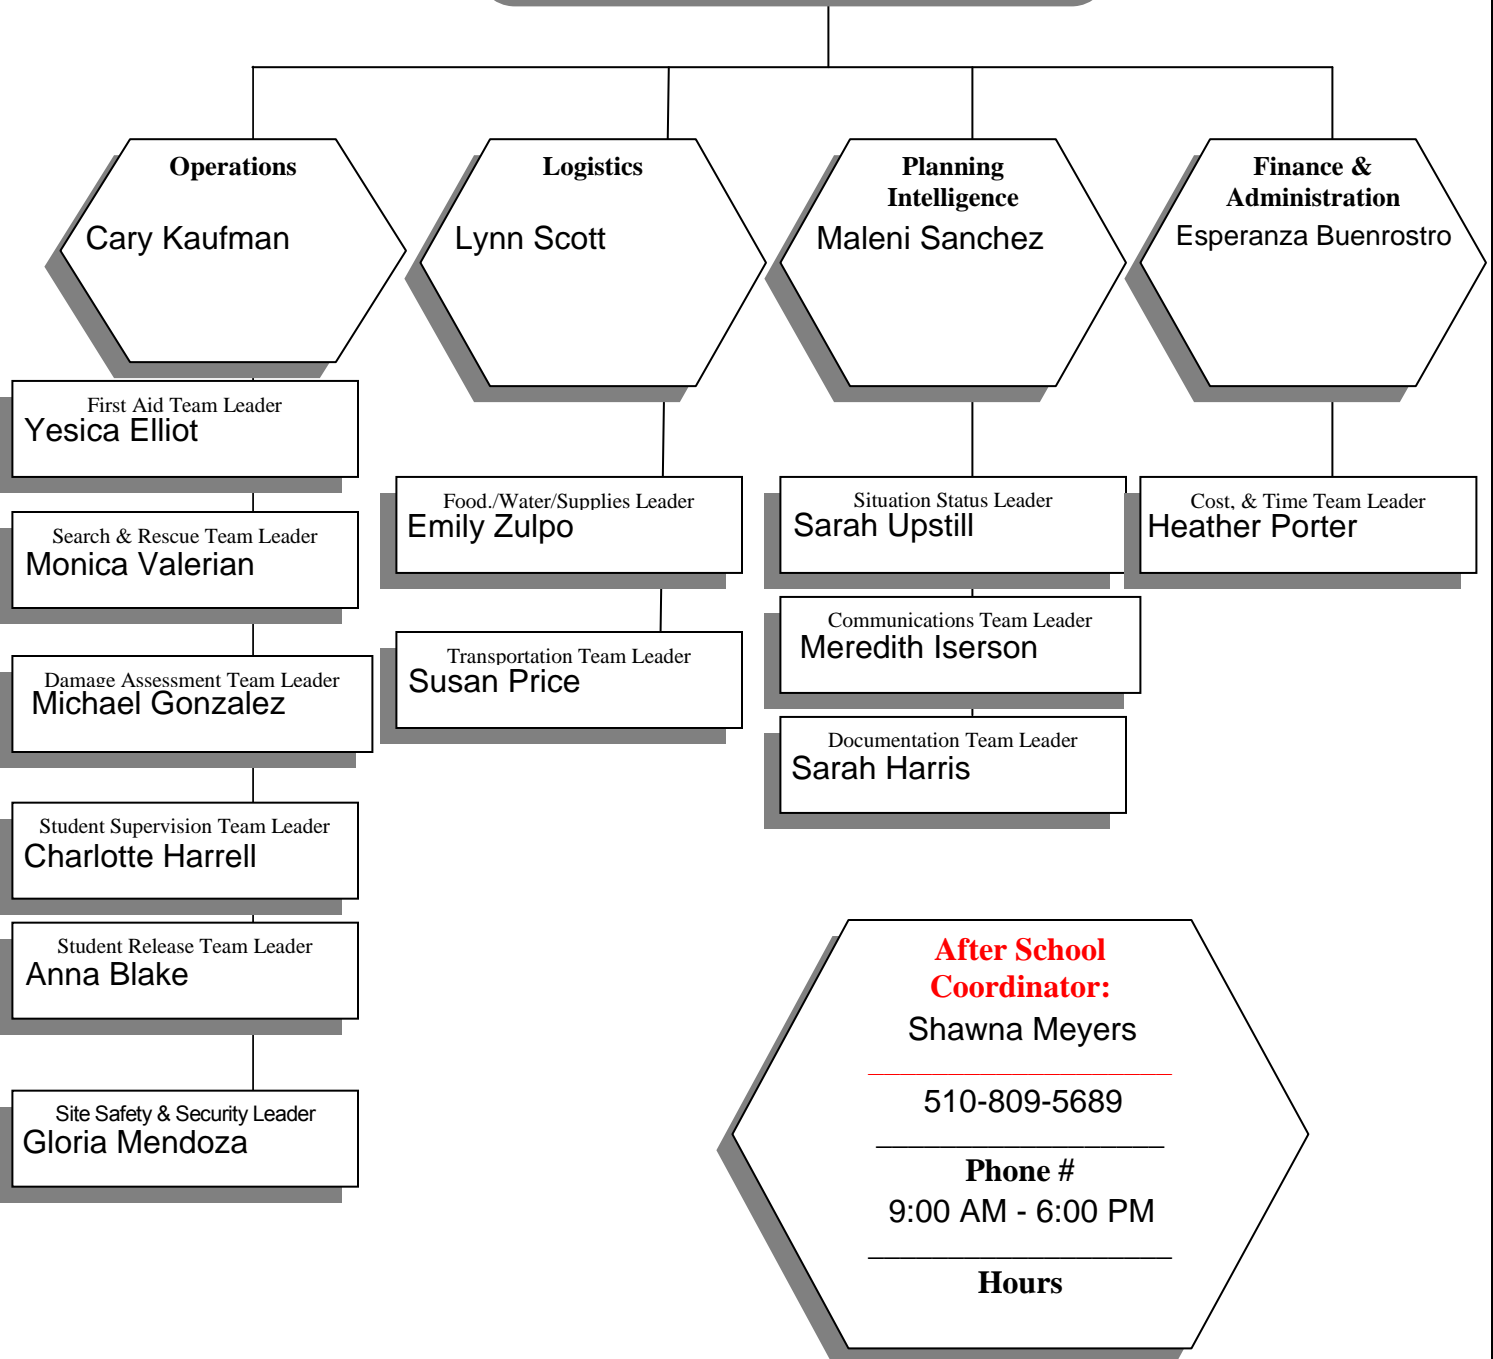 Operations
Cary Kaufman
Logistics
Lynn Scott
Planning
Intelligence
Maleni Sanchez
Finance &
Administration
Esperanza Buenrostro
First Aid Team Leader
Yesica Elliot
Search & Rescue Team Leader
Monica Valerian
Damage Assessment Team Leader
Michael Gonzalez
Student Supervision Team Leader
Charlotte Harrell
Student Release Team Leader
Anna Blake
Site Safety & Security Leader
Gloria Mendoza
Food./Water/Supplies Leader
Emily Zulpo
Transportation Team Leader
Susan Price
Situation Status Leader
Sarah Upstill
Communications Team Leader
Meredith Iserson
Documentation Team Leader
Sarah Harris
Cost, & Time Team Leader
Heather Porter
After School
Coordinator:
Shawna Meyers
510-809-5689
Phone #
9:00 AM - 6:00 PM
Hours